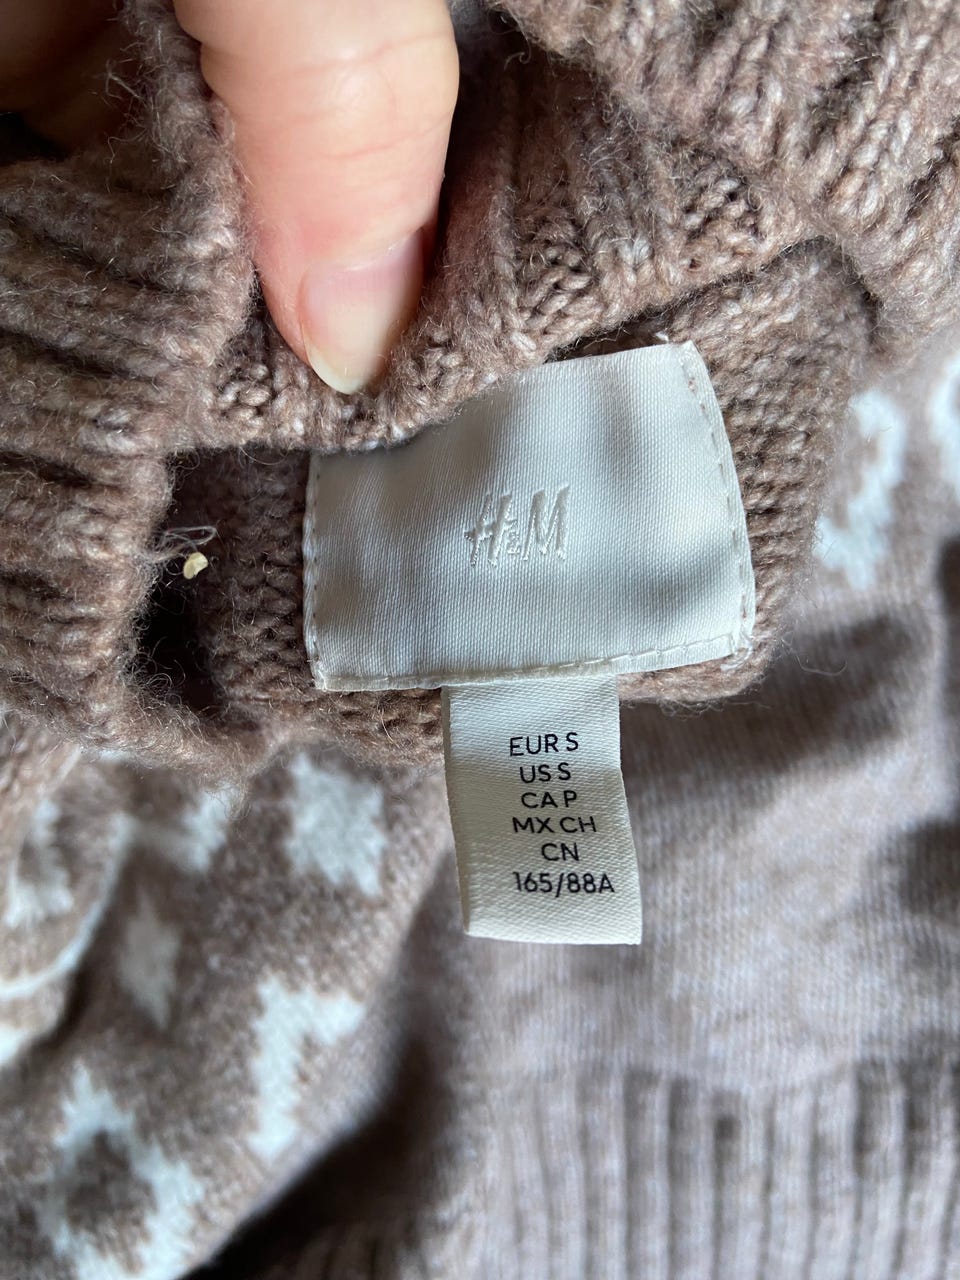 H&M
EUR S
US S
CA P
MX CH
CN
165/88A